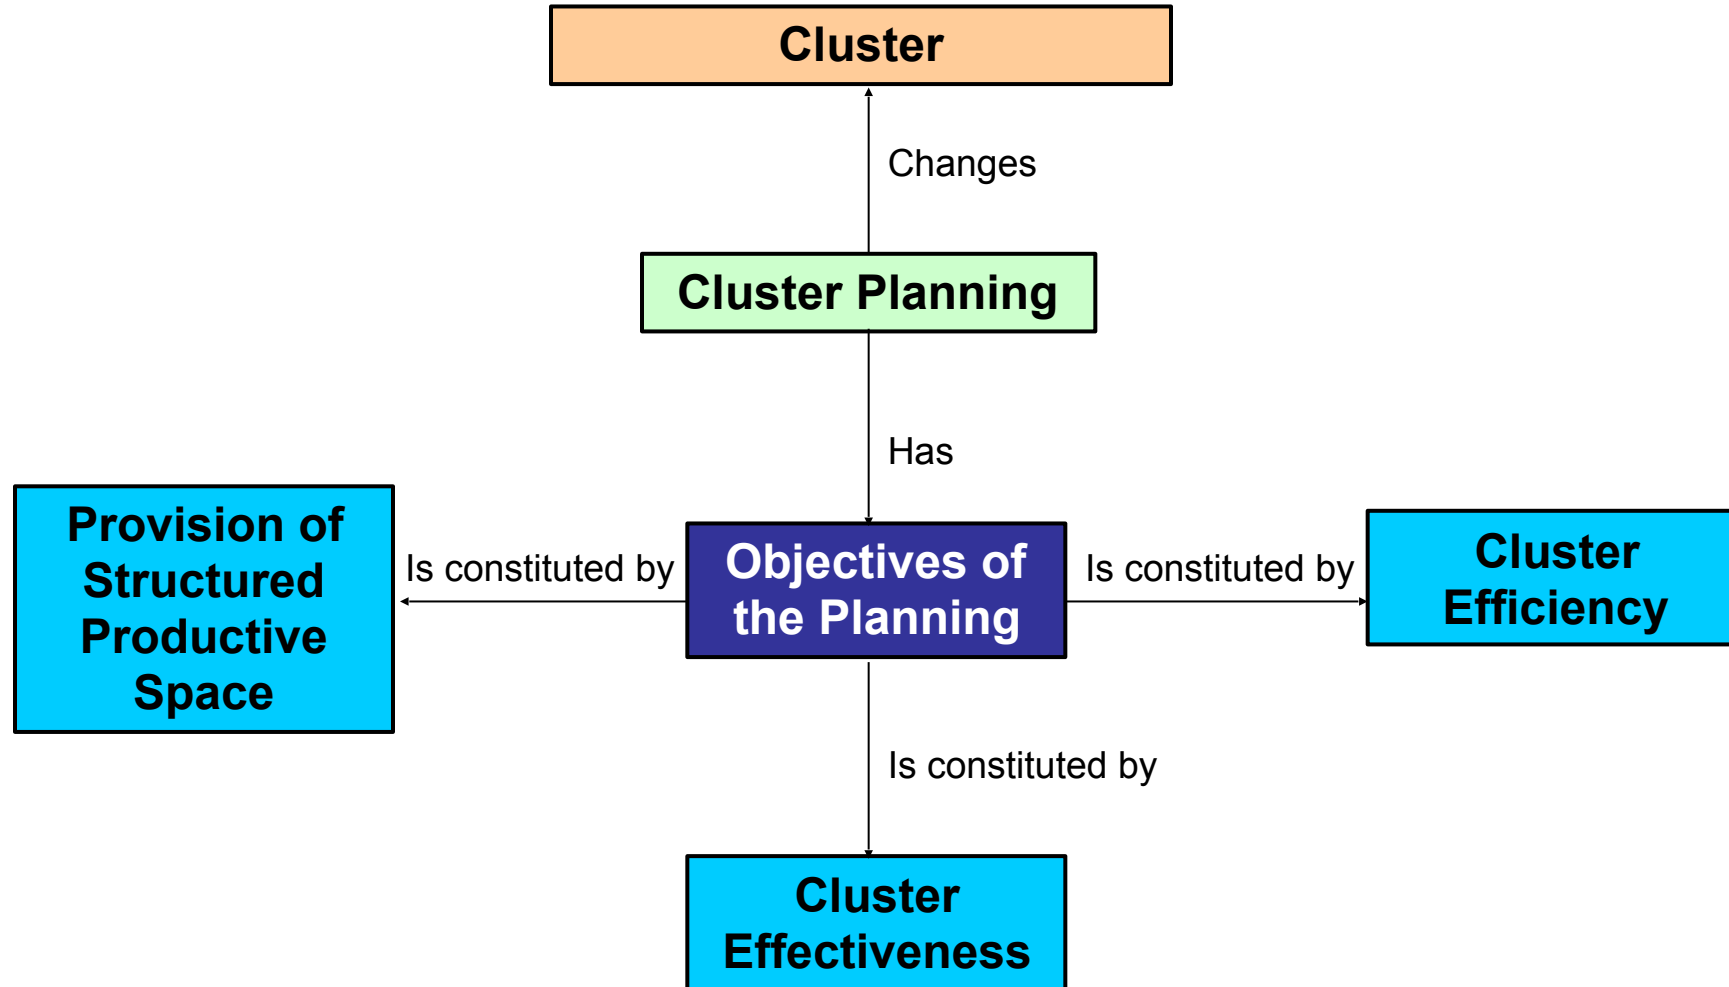 Cluster
Changes
Cluster Planning
Has
Provision of
Structured
Productive
Space
Is constituted by
Objectives of
the Planning
Is constituted by
Cluster
Efficiency
Is constituted by
Cluster
Effectiveness